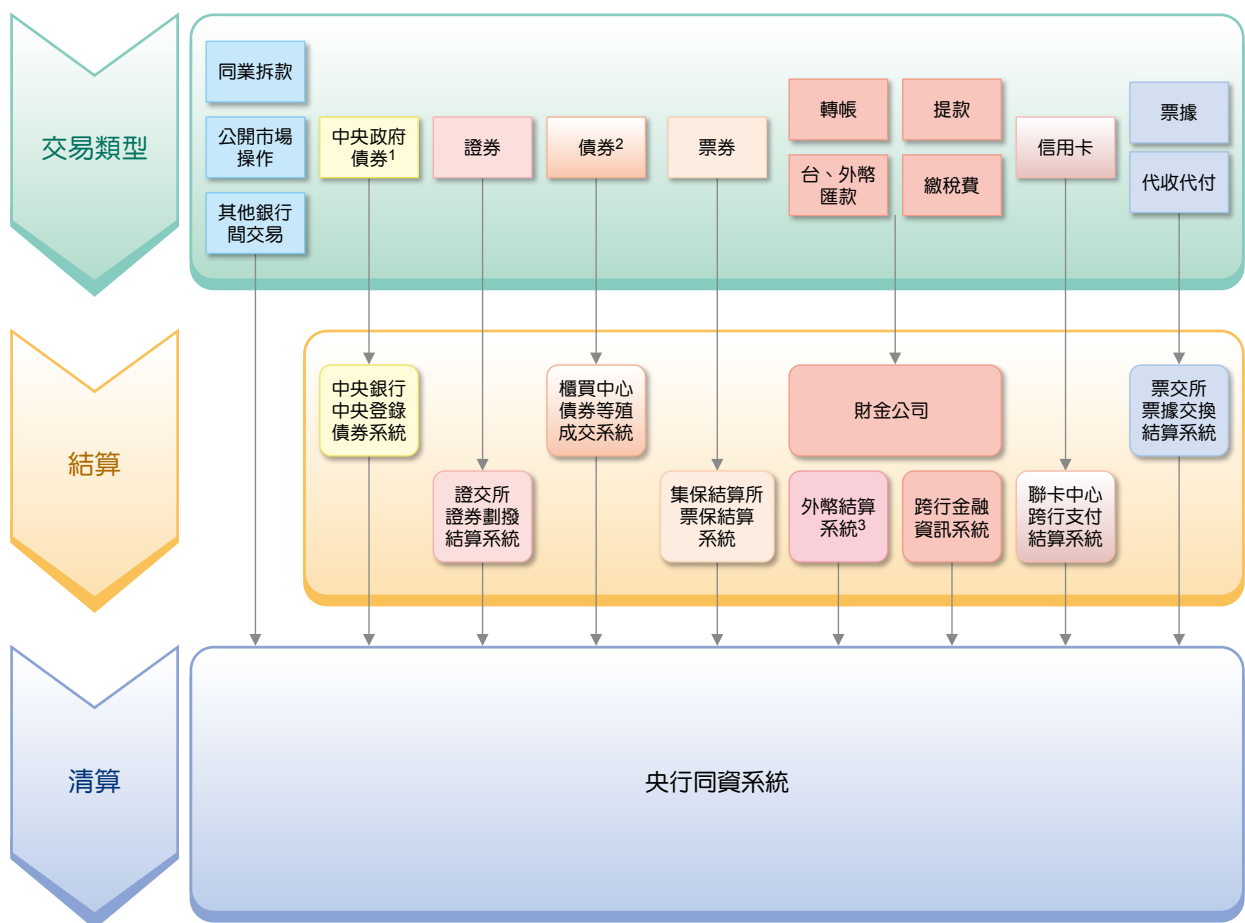 交易類型
同業拆款
公開市場
操作
其他銀行
間交易
中央政府
債券1
證券
債券2
票券
轉帳
提款
台、外幣
匯款
繳稅費
信用卡
票據
代收代付
結算
中央銀行
中央登錄
債券系統
櫃買中心
債券等殖
成交系統
財金公司
票交所
票據交換
結算系統
證交所
證券劃撥
結算系統
集保結算所
票保結算
系統
外幣結算
系統3
跨行金融
資訊系統
聯卡中心
跨行支付
結算系統
清算
央行同資系統